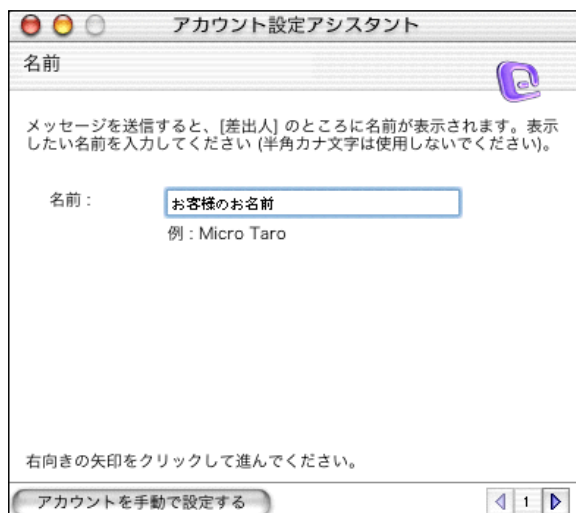 アカウント設定アシスタント
名前
メッセージを送信すると、[差出人] のところに名前が表示されます。表示
したい名前を入力してください (半角カナ文字は使用しないでください)。
名前 : お客様のお名前
例 : Micro Taro
右向きの矢印をクリックして進んでください。
アカウントを手動で設定する 1